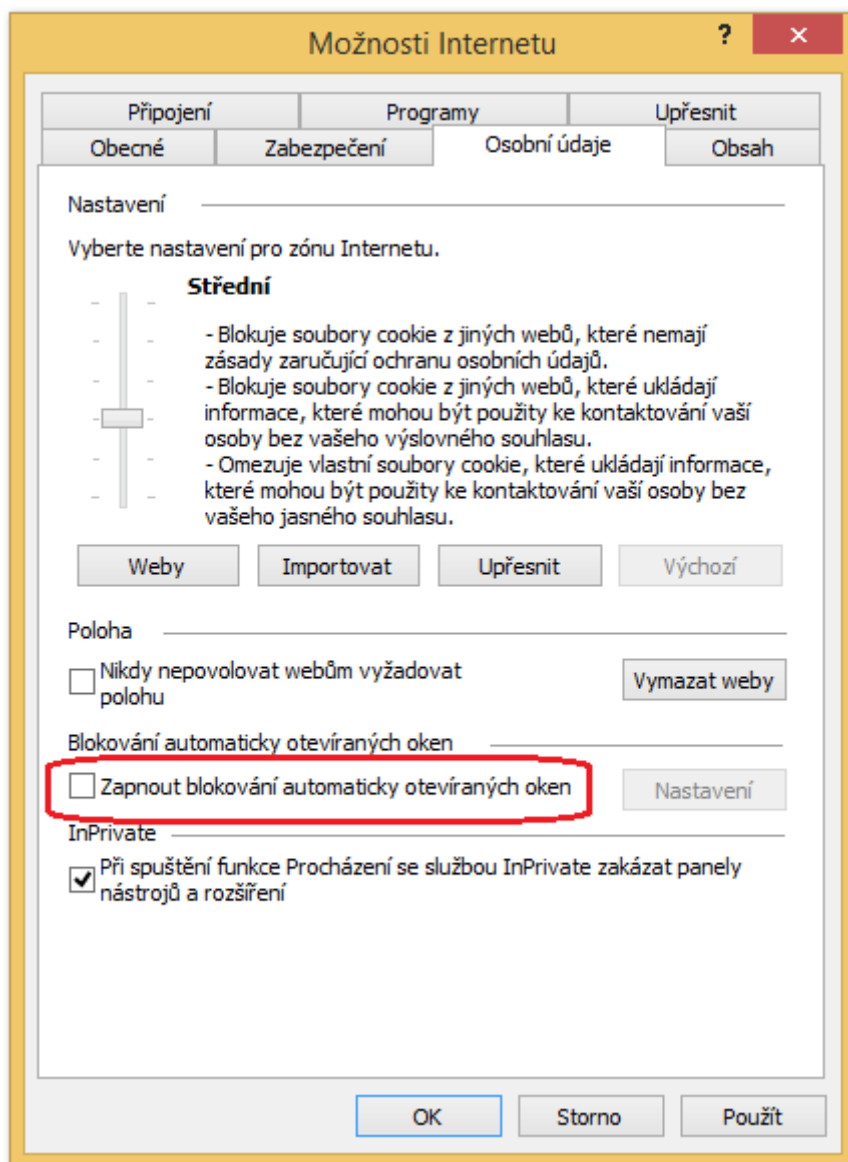 Možnosti Internetu
?
×
Připojení
Programy
Upřesnit
Obecné
Zabezpečení
Osobní údaje
Obsah
Nastavení
Vyberte nastavení pro zónu Internetu.
Střední
- Blokuje soubory cookie z jiných webů, které nemají
zásady zaručující ochranu osobních údajů.
- Blokuje soubory cookie z jiných webů, které ukládají
informace, které mohou být použity ke kontaktování vaší
osoby bez vašeho výslovného souhlasu.
- Omezuje vlastní soubory cookie, které ukládají informace,
které mohou být použity ke kontaktování vaší osoby bez
vašeho jasného souhlasu.
Weby
Importovat
Upřesnit
Výchozí
Poloha
Nikdy nepovolovat webům vyžadovat
polohu
Vymazat weby
Blokování automaticky otevíraných oken
Zapnout blokování automaticky otevíraných oken
Nastavení
InPrivate
Při spuštění funkce Procházení se službou InPrivate zakázat panely
nástrojů a rozšíření
OK
Storno
Použít